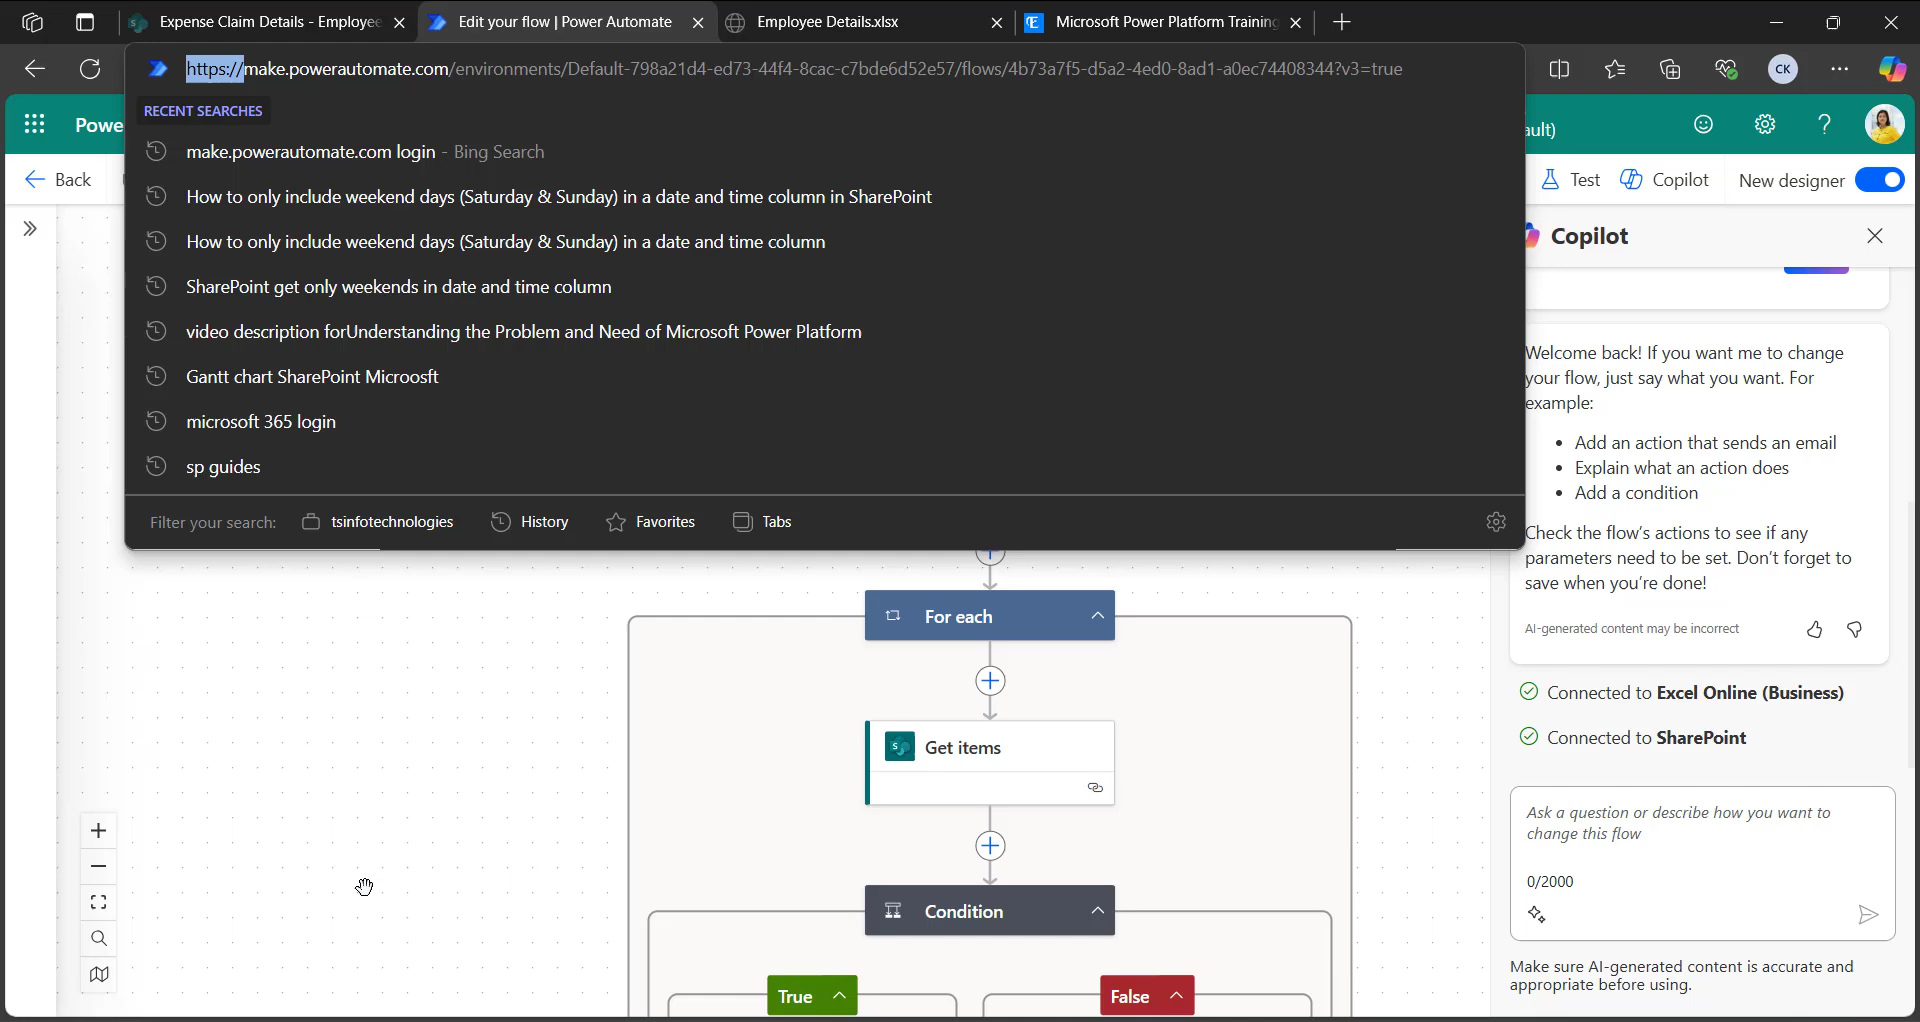 Expense Claim Details - Employee
Edit your flow | Power Automate
Employee Details.xlsx
Microsoft Power Platform Training
https://make.powerautomate.com/environments/Default-798a21d4-ed73-44f4-8cac-c7bde6d52e57/flows/4b73a7f5-d5a2-4ed0-8ad1-a0ec74408344?v3=true
CK
RECENT SEARCHES
Powe
ault)
make.powerautomate.com login - Bing Search
Back
Test
Copilot
New designer
How to only include weekend days (Saturday & Sunday) in a date and time column in SharePoint
How to only include weekend days (Saturday & Sunday) in a date and time column
SharePoint get only weekends in date and time column
video description forUnderstanding the Problem and Need of Microsoft Power Platform
Gantt chart SharePoint Microosft
microsoft 365 login
sp guides
Filter your search:
tsinfotechnologies
History
Favorites
Tabs
For each
Get items
Condition
True
False
Copilot
Welcome back! If you want me to change
your flow, just say what you want. For
example:
• Add an action that sends an email
• Explain what an action does
• Add a condition
Check the flow's actions to see if any
parameters need to be set. Don't forget to
save when you're done!
AI-generated content may be incorrect
Connected to Excel Online (Business)
Connected to SharePoint
Ask a question or describe how you want to
change this flow
0/2000
Make sure AI-generated content is accurate and
appropriate before using.